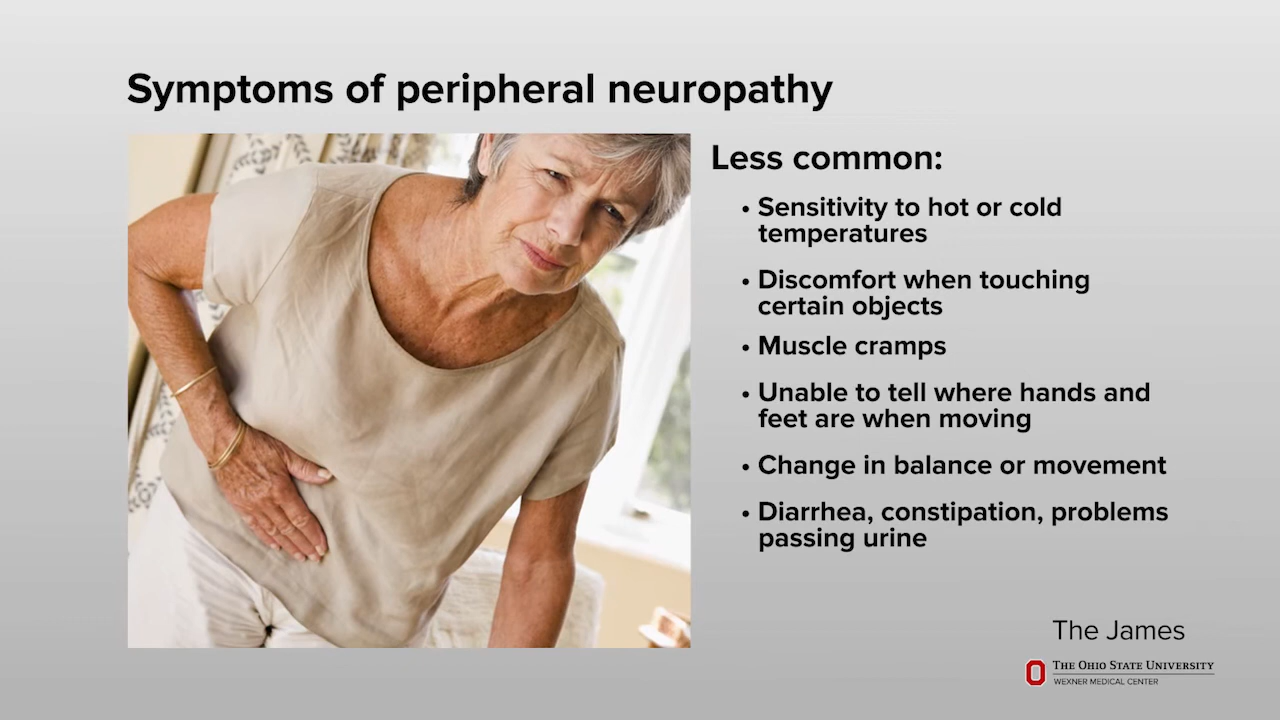 Symptoms of peripheral neuropathy
Less common:
• Sensitivity to hot or cold
temperatures
• Discomfort when touching
certain objects
• Muscle cramps
• Unable to tell where hands and
feet are when moving
• Change in balance or movement
• Diarrhea, constipation, problems
passing urine
The James
THE OHIO STATE UNIVERSITY
WEXNER MEDICAL CENTER